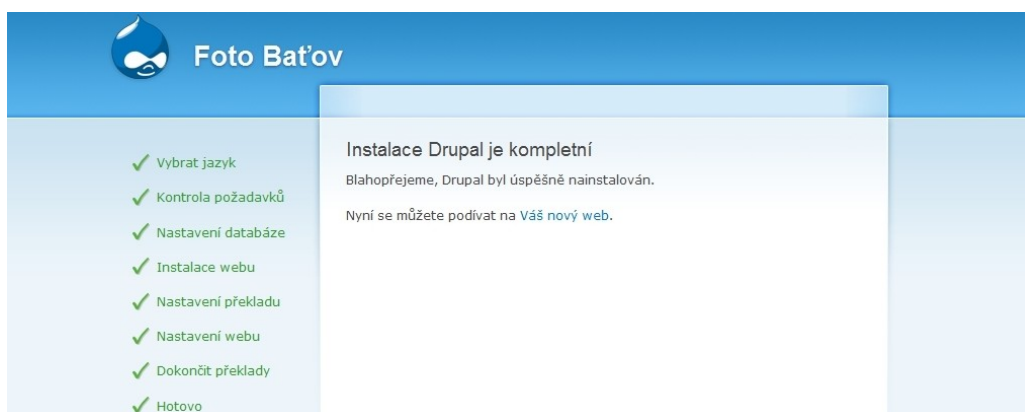 Foto Baťov
Vybrat jazyk
Kontrola požadavků
Nastavení databáze
Instalace webu
Nastavení překladu
Nastavení webu
Dokončit překlady
Hotovo
Instalace Drupal je kompletní
Blahopřejeme, Drupal byl úspěšně nainstalován.
Nyní se můžete podívat na Váš nový web.